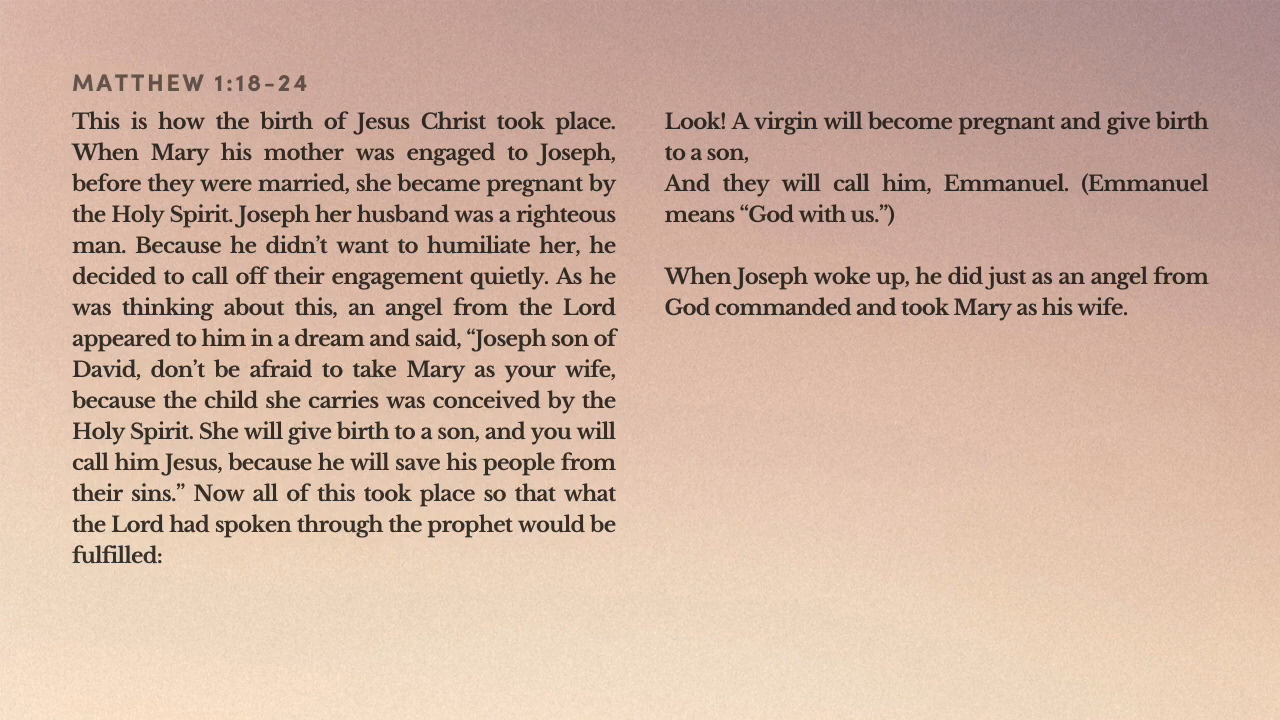 MATTHEW 1:18-24
This is how the birth of Jesus Christ took place.
When Mary his mother was engaged to Joseph,
before they were married, she became pregnant by
the Holy Spirit. Joseph her husband was a righteous
man. Because he didn’t want to humiliate her, he
decided to call off their engagement quietly. As he
was thinking about this, an angel from the Lord
appeared to him in a dream and said, “Joseph son of
David, don’t be afraid to take Mary as your wife,
because the child she carries was conceived by the
Holy Spirit. She will give birth to a son, and you will
call him Jesus, because he will save his people from
their sins.” Now all of this took place so that what
the Lord had spoken through the prophet would be
fulfilled:
Look! A virgin will become pregnant and give birth
to a son,
And they will call him, Emmanuel. (Emmanuel
means “God with us.”)
When Joseph woke up, he did just as an angel from
God commanded and took Mary as his wife.